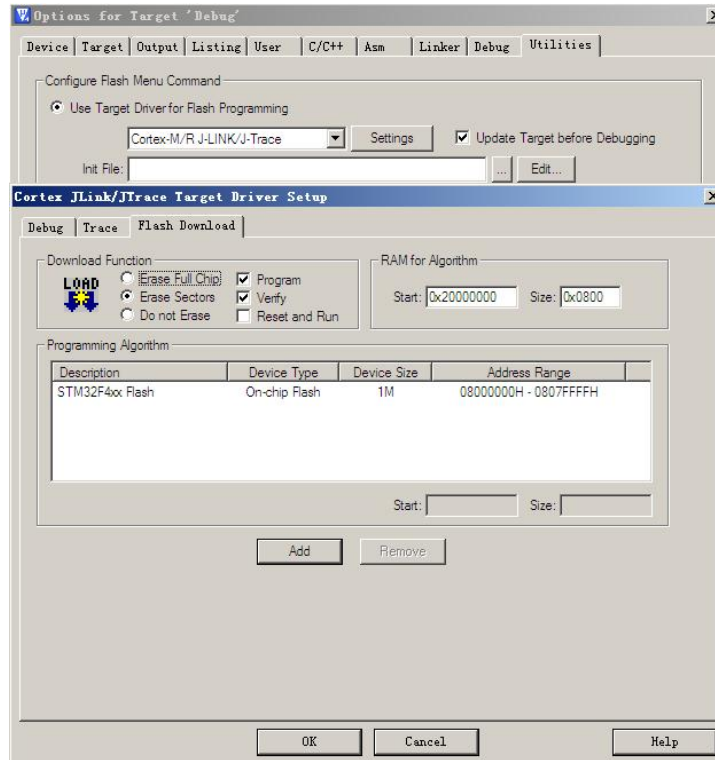 Options for Target 'Debug'
Device Target Output Listing User C/C++ Asm Linker Debug Utilities
Configure Flash Menu Command
Use Target Driver for Flash Programming
Cortex-M/R J-LINK/J-Trace Settings Update Target before Debugging
Init File: ... Edit...
Cortex JLink/JTrace Target Driver Setup
Debug Trace Flash Download
Download Function RAM for Algorithm
LOAD Erase Full Chip Program
Erase Sectors Verify Start: 0x20000000 Size: 0x0800
Do not Erase Reset and Run
Programming Algorithm
Description Device Type Device Size Address Range
STM32F4xx Flash On-chip Flash 1M 08000000H - 0807FFFFH
Start: Size:
Add Remove
OK Cancel Help